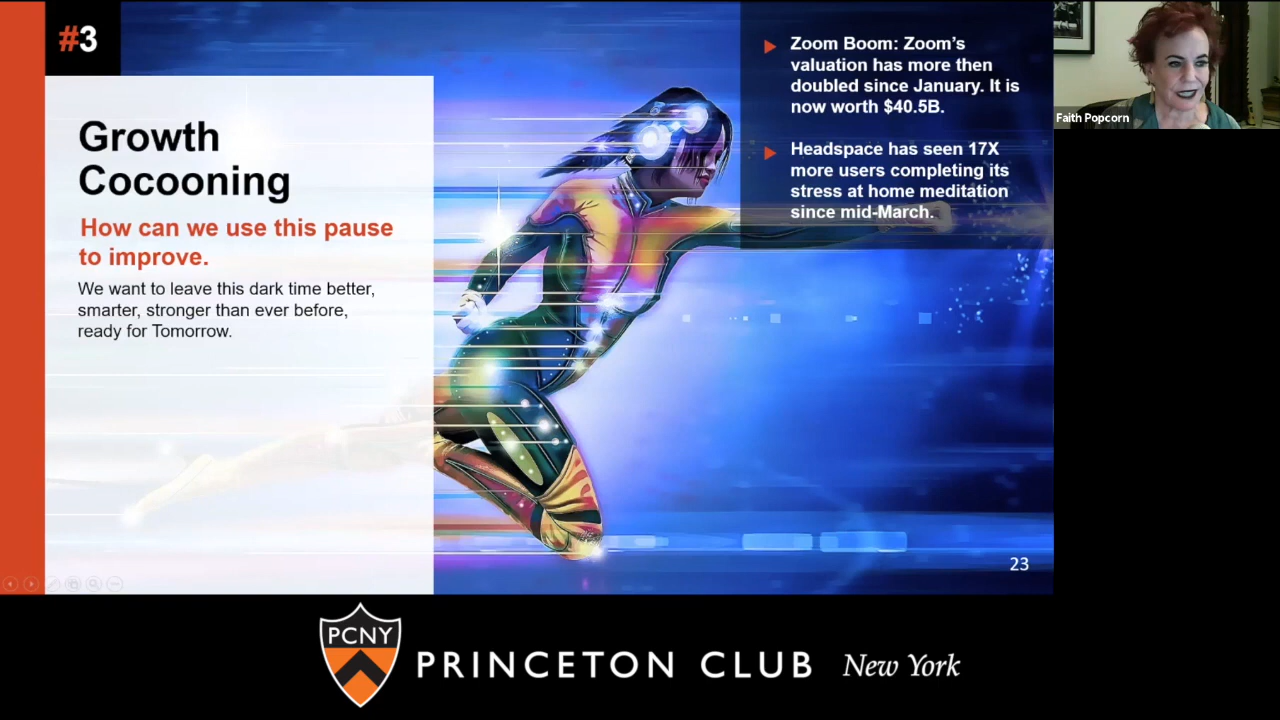 #3
Growth
Cocooning
How can we use this pause
to improve.
We want to leave this dark time better,
smarter, stronger than ever before,
ready for Tomorrow.
Zoom Boom: Zoom's
valuation has more then
doubled since January. It is
now worth $40.5B.
Headspace has seen 17X
more users completing its
stress at home meditation
since mid-March.
23
Faith Popcorn
PCNY
PRINCETON CLUB New York